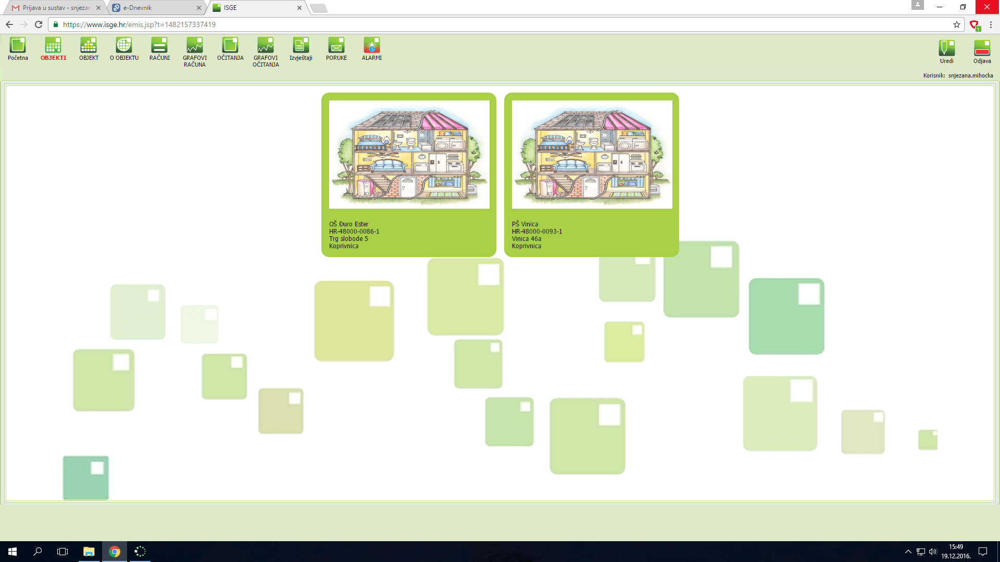 Prijava u sustav - snjezan
e-Dnevnik
ISGE
https://www.isge.hr/emis.jsp?t=1482157337419
1
Početna
OBJEKTI
OBJEKT
O OBJEKTU
RAČUNI
GRAFOVI
RAČUNA
OČITANJA
GRAFOVI
OČITANJA
Izvještaji
PORUKE
ALARMI
Uredi
Odjava
Korisnik: snjezana.mihocka
OŠ Đuro Ester
HR-48000-0086-1
Trg slobode 5
Koprivnica
PŠ Vinica
HR-48000-0093-1
Vinica 46a
Koprivnica
15:49
19.12.2016.